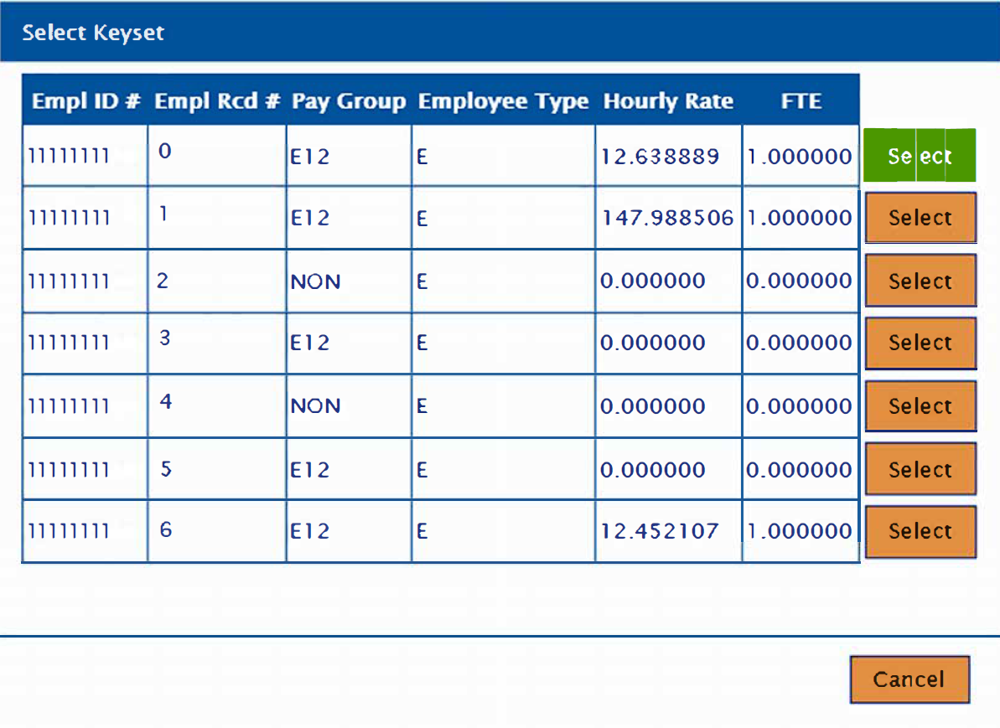 Select Keyset
Empl ID # Empl Rcd # Pay Group Employee Type Hourly Rate FTE
11111111 0 E12 E 12.638889 1.000000 Select
11111111 1 E12 E 147.988506 1.000000 Select
11111111 2 NON E 0.000000 0.000000 Select
11111111 3 E12 E 0.000000 0.000000 Select
11111111 4 NON E 0.000000 0.000000 Select
11111111 5 E12 E 0.000000 0.000000 Select
11111111 6 E12 E 12.452107 1.000000 Select
Cancel